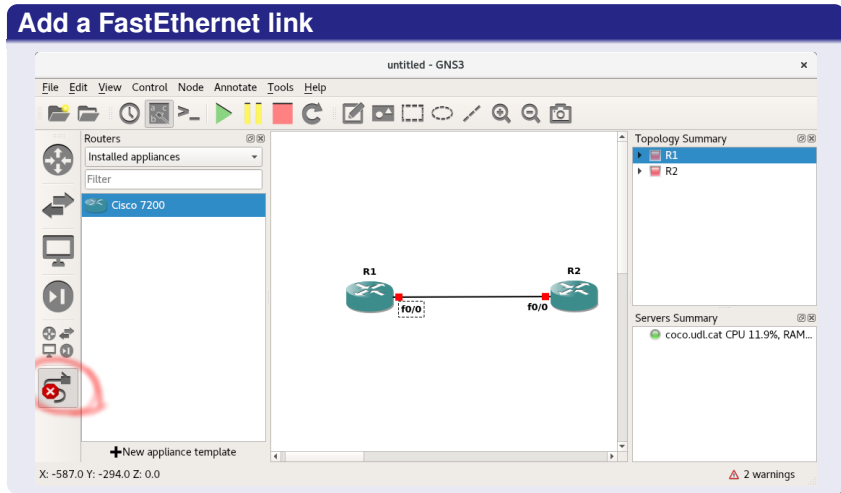 Add a FastEthernet link
untitled - GNS3
File Edit View Control Node Annotate Tools Help
Routers
Installed appliances
Filter
Cisco 7200
New appliance template
R1
f0/0
R2
f0/0
Topology Summary
R1
R2
Servers Summary
coco.udl.cat CPU 11.9%, RAM...
X: -587.0 Y: -294.0 Z: 0.0
2 warnings